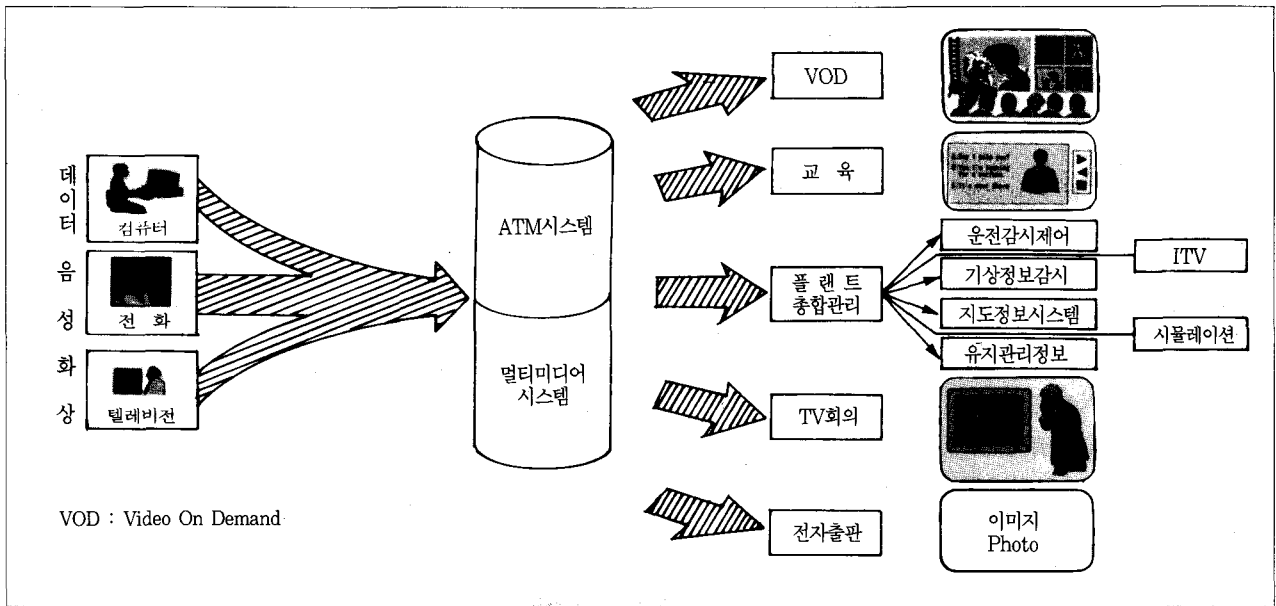 데이터
음성
화상
컴퓨터
전 화
텔레비전
ATM시스템
멀티미디어
시스템
VOD
교 육
플 랜 트
총합관리
TV회의
전자출판
운전감시제어
기상정보감시
지도정보시스템
유지관리정보
ITV
시뮬레이션
이미지
Photo
VOD : Video On Demand